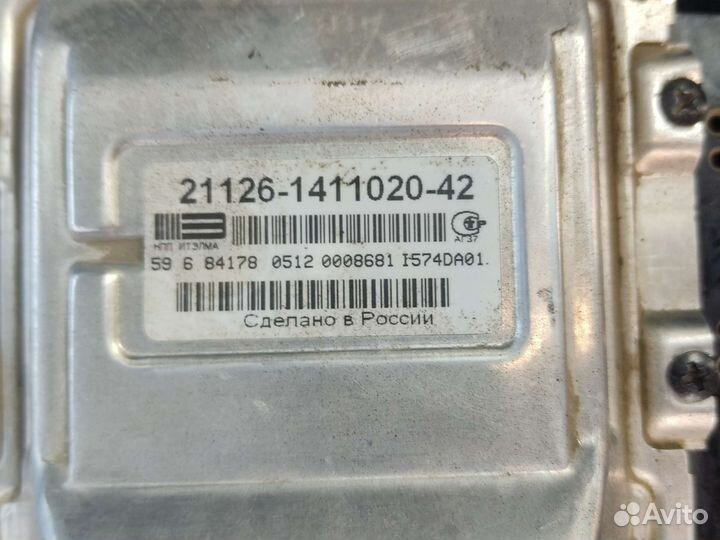 21126-1411020-42
НПП ИТЭЛМА
АГ37
59 6 84178 0512 0008681 I574DA01
Сделано в России
Avito